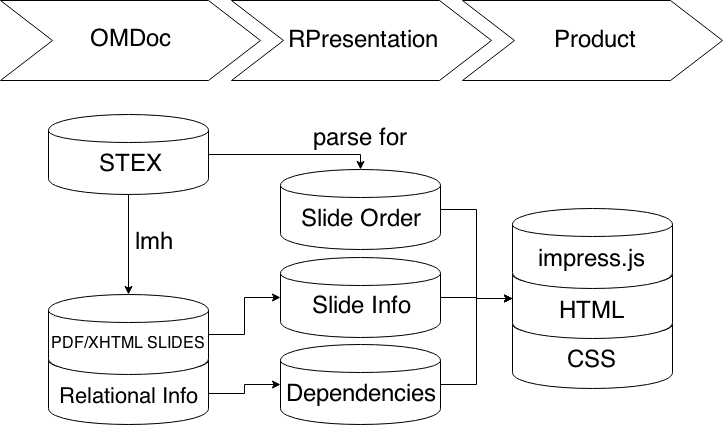 OMDoc
RPresentation
Product
parse for
STEX
Slide Order
lmh
impress.js
Slide Info
HTML
PDF/XHTML SLIDES
CSS
Relational Info
Dependencies